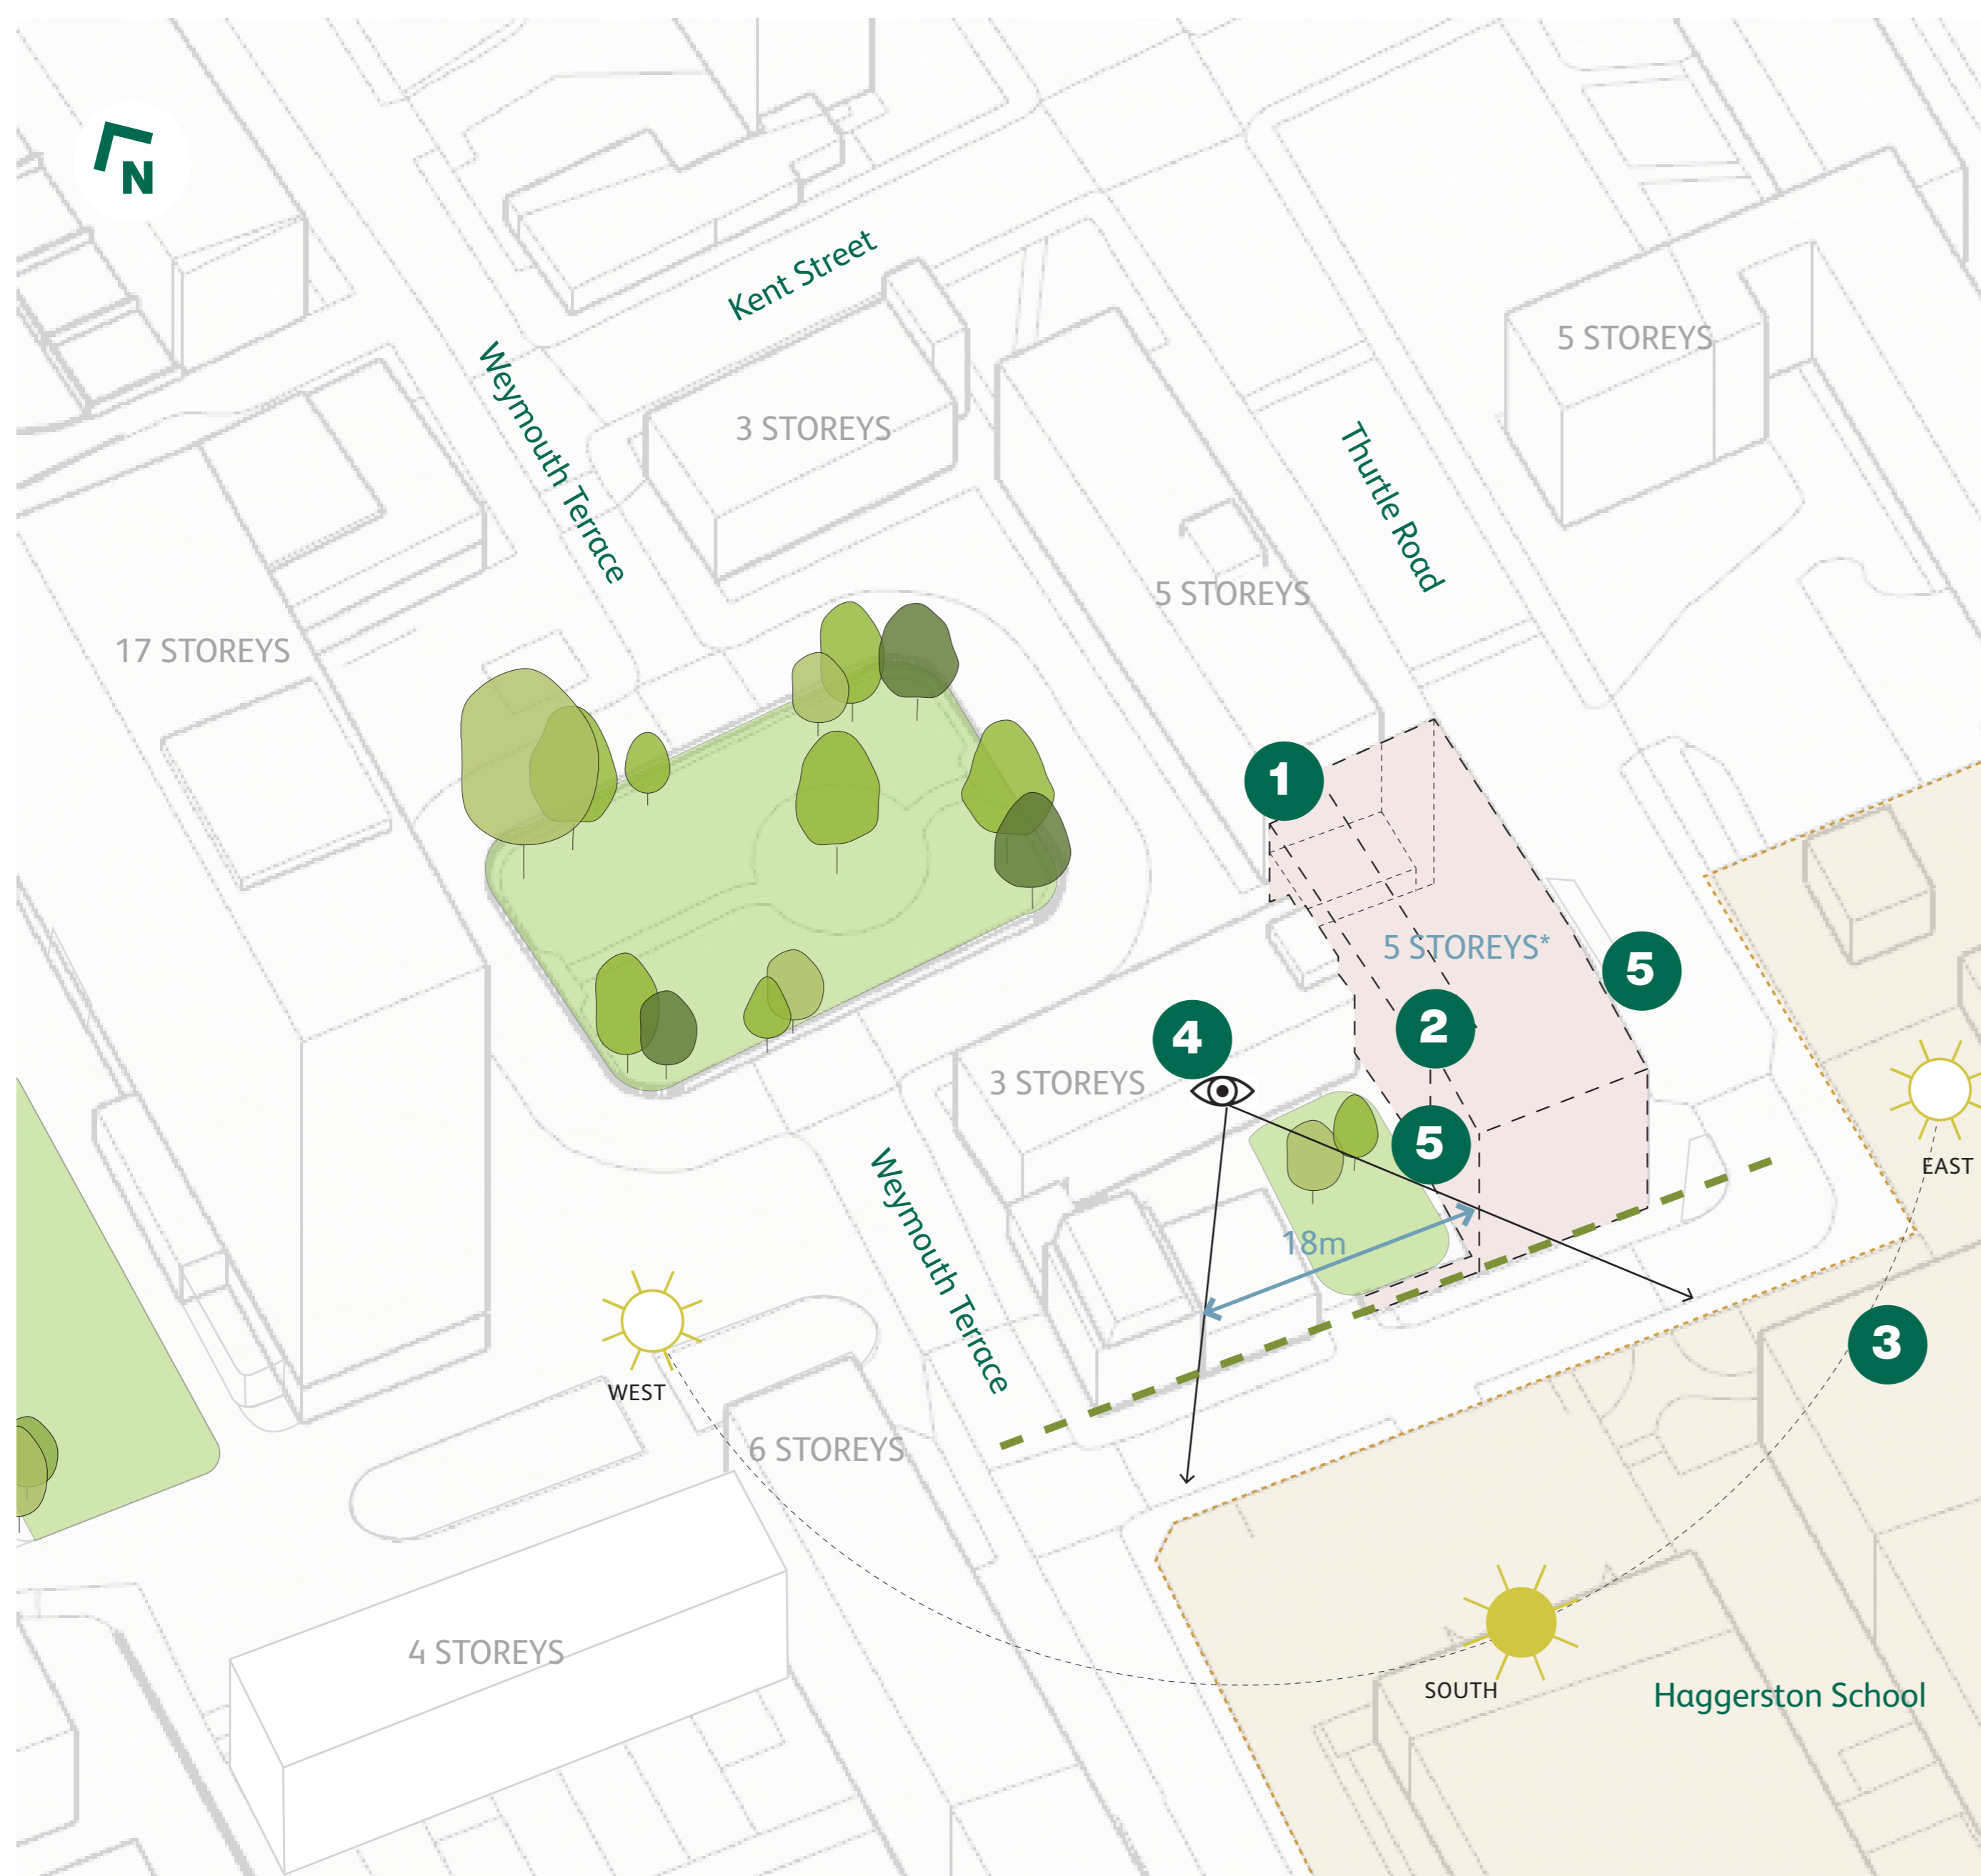 N
Kent Street
5 STOREYS
Weymouth Terrace
3 STOREYS
Thurtle Road
5 STOREYS
17 STOREYS
1
5 STOREYS*
5
2
4
3 STOREYS
5
EAST
Weymouth Terrace
18m
3
WEST
6 STOREYS
4 STOREYS
SOUTH
Haggerston School